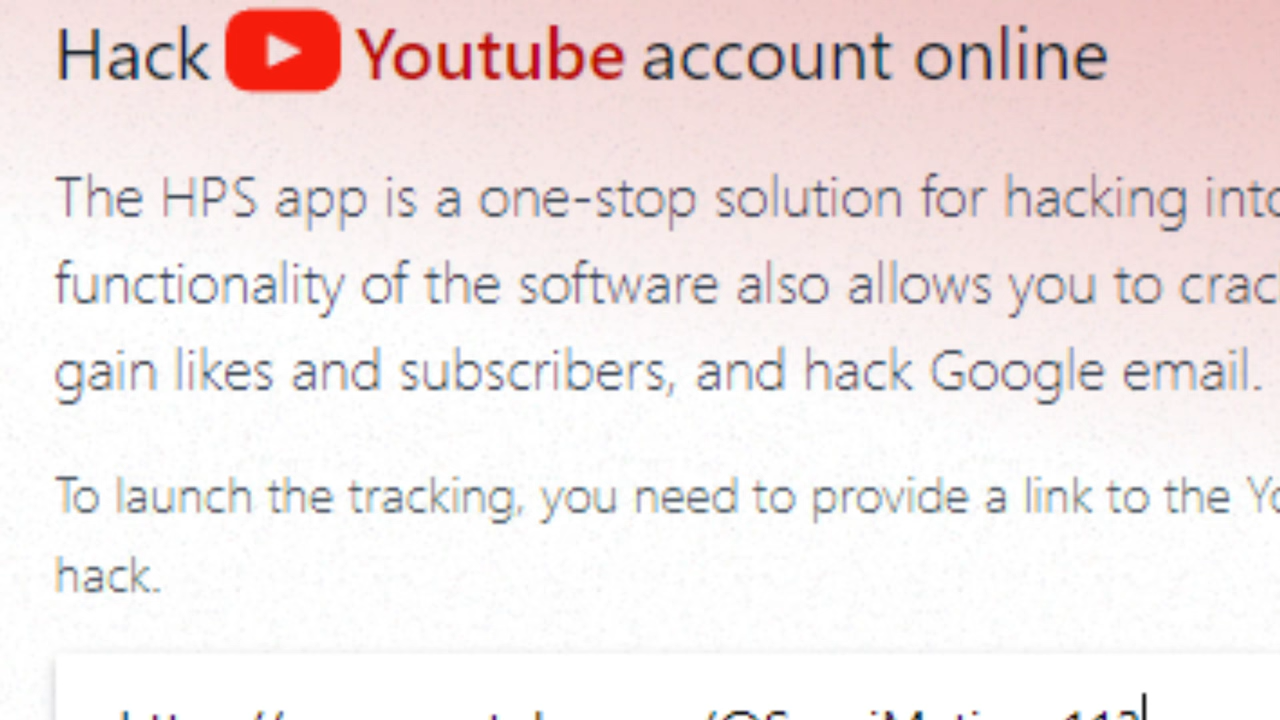 Hack Youtube account online
The HPS app is a one-stop solution for hacking into
functionality of the software also allows you to crack
gain likes and subscribers, and hack Google email.
To launch the tracking, you need to provide a link to the
hack.